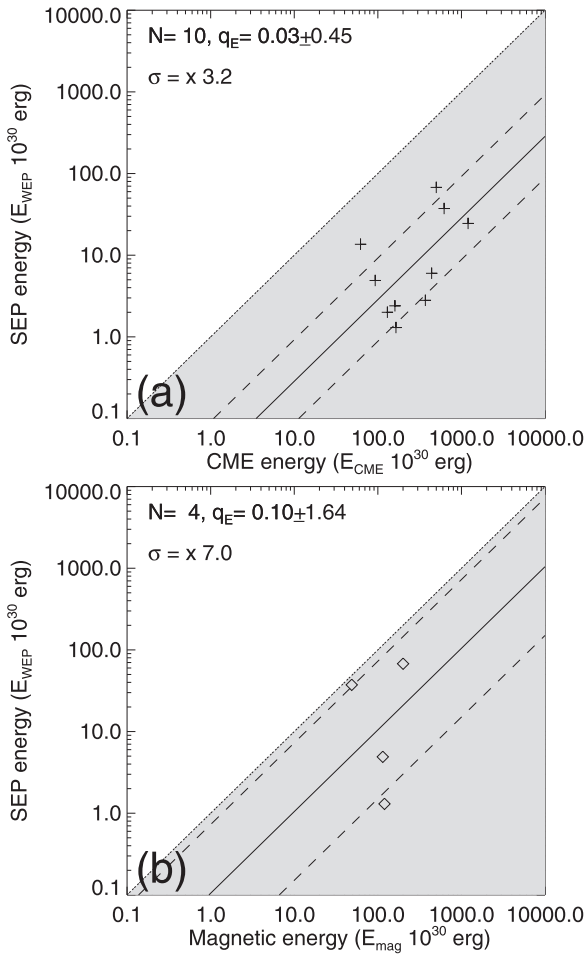 10000.0
1000.0
100.0
10.0
1.0
0.1
SEP energy (E_WEP 10^30 erg)
N= 10, q_E= 0.03±0.45
σ = x 3.2
(a)
0.1 1.0 10.0 100.0 1000.0 10000.0
CME energy (E_CME 10^30 erg)
10000.0
1000.0
100.0
10.0
1.0
0.1
SEP energy (E_WEP 10^30 erg)
N= 4, q_E= 0.10±1.64
σ = x 7.0
(b)
0.1 1.0 10.0 100.0 1000.0 10000.0
Magnetic energy (E_mag 10^30 erg)